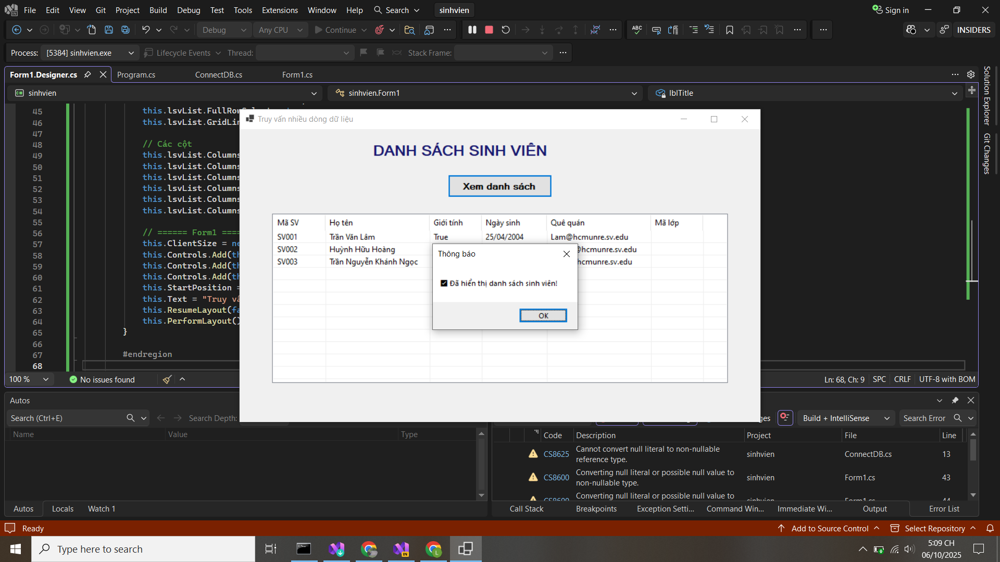 File Edit View Git Project Build Debug Test Tools Extensions Window Help Search sinhvien Sign in
Debug Any CPU Continue INSIDERS
Process: [5384] sinhvien.exe Lifecycle Events Thread: Stack Frame:
Form1.Designer.cs Program.cs ConnectDB.cs Form1.cs
sinhvien sinhvien.Form1 lblTitle
Solution Explorer
Git Changes
45 this.lsvList.FullRow
46 this.lsvList.GridLin
47
48 // Các cột
49 this.lsvList.Columns
50 this.lsvList.Columns
51 this.lsvList.Columns
52 this.lsvList.Columns
53 this.lsvList.Columns
54 this.lsvList.Columns
55
56 // ====== Form1 ====
57 this.ClientSize = ne
58 this.Controls.Add(th
59 this.Controls.Add(th
60 this.Controls.Add(th
61 this.StartPosition =
62 this.Text = "Truy vấ
63 this.ResumeLayout(fa
64 this.PerformLayout()
65 }
66
67 #endregion
68
Truy vấn nhiều dòng dữ liệu
DANH SÁCH SINH VIÊN
Xem danh sách
Mã SV Họ tên Giới tính Ngày sinh Quê quán Mã lớp
SV001 Trần Văn Lâm True 25/04/2004 Lam@hcmunre.sv.edu
SV002 Huỳnh Hữu Hoàng @hcmunre.sv.edu
SV003 Trần Nguyễn Khánh Ngọc hcmunre.sv.edu
Thông báo
Đã hiển thị danh sách sinh viên!
OK
100 % No issues found Ln: 68, Ch: 9 SPC CRLF UTF-8 with BOM
Autos
Search (Ctrl+E) Search Depth:
Name Value Type
Autos Locals Watch 1
ges Build + IntelliSense Search Error
Code Description Project File Line
CS8625 Cannot convert null literal to non-nullable reference type. sinhvien ConnectDB.cs 13
CS8600 Converting null literal or possible null value to non-nullable type. sinhvien Form1.cs 43
CS8600 Converting null literal or possible null value to sinhvien Form1.cs 44
Call Stack Breakpoints Exception Setti... Command Win... Immediate Wi... Output Error List
Ready Add to Source Control Select Repository
Type here to search
5:09 CH
06/10/2025